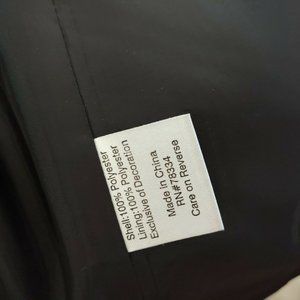 Shell:100% Polyester
Lining:100% Polyester
Exclusive of Decoration
Made in China
RN#78334
Care on Reverse